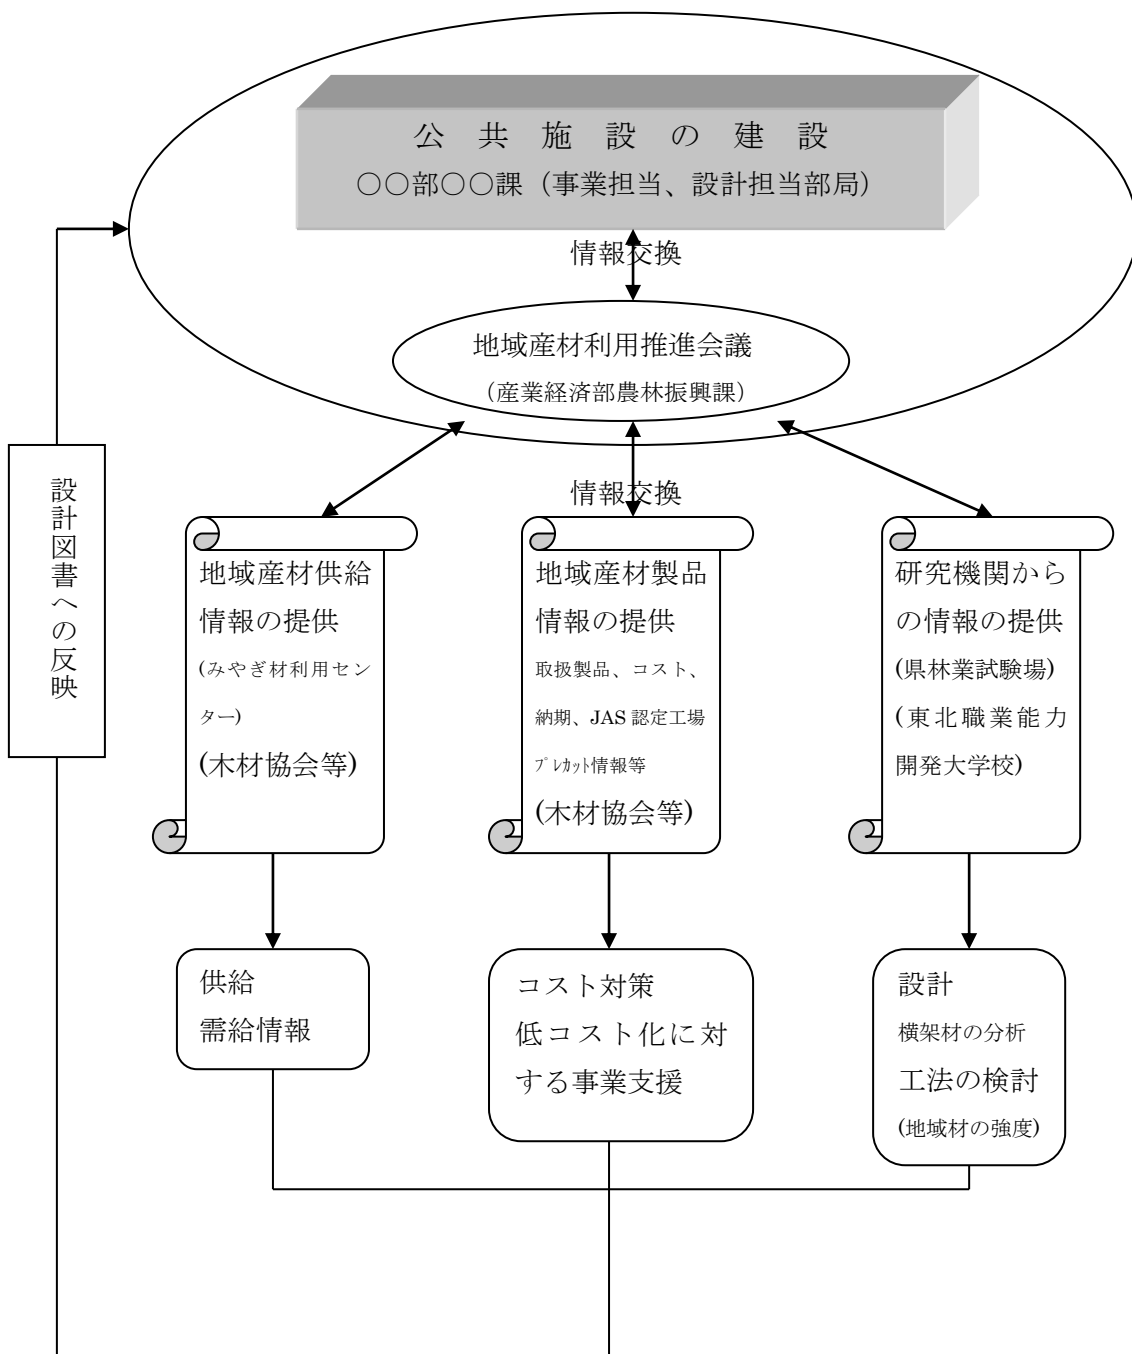 公共施設の建設
〇〇部〇〇課（事業担当、設計担当部局）
情報交換
地域産材利用推進会議
（産業経済部農林振興課）
情報交換
設計図書への反映
地域産材供給
情報の提供
(みやぎ材利用セン
ター)
(木材協会等)
地域産材製品
情報の提供
取扱製品、コスト、
納期、JAS 認定工場
ﾌﾟﾚｶｯﾄ情報等
(木材協会等)
研究機関から
の情報の提供
(県林業試験場)
(東北職業能力
開発大学校)
供給
需給情報
コスト対策
低コスト化に対
する事業支援
設計
横架材の分析
工法の検討
(地域材の強度)